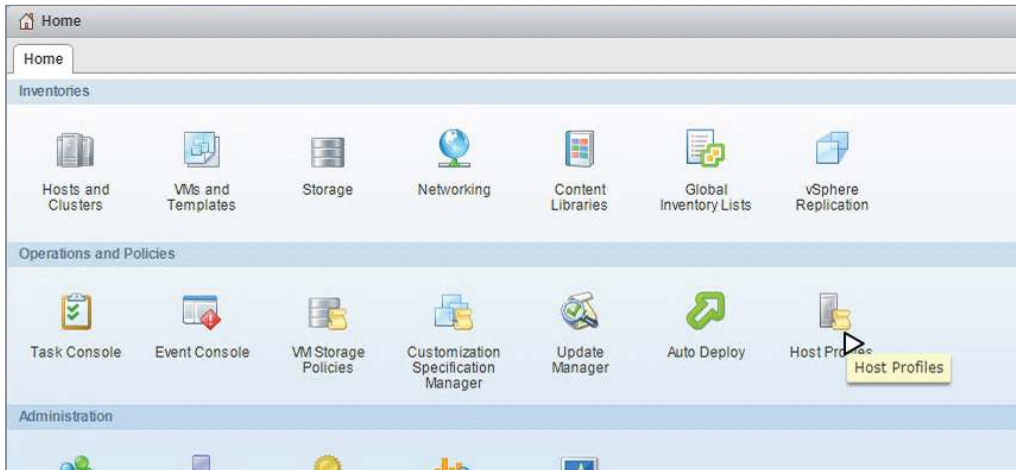 Home
Home
Inventories
Hosts and
Clusters
VMs and
Templates
Storage
Networking
Content
Libraries
Global
Inventory Lists
vSphere
Replication
Operations and Policies
Task Console
Event Console
VM Storage
Policies
Customization
Specification
Manager
Update
Manager
Auto Deploy
Host Profiles
Host Profiles
Administration